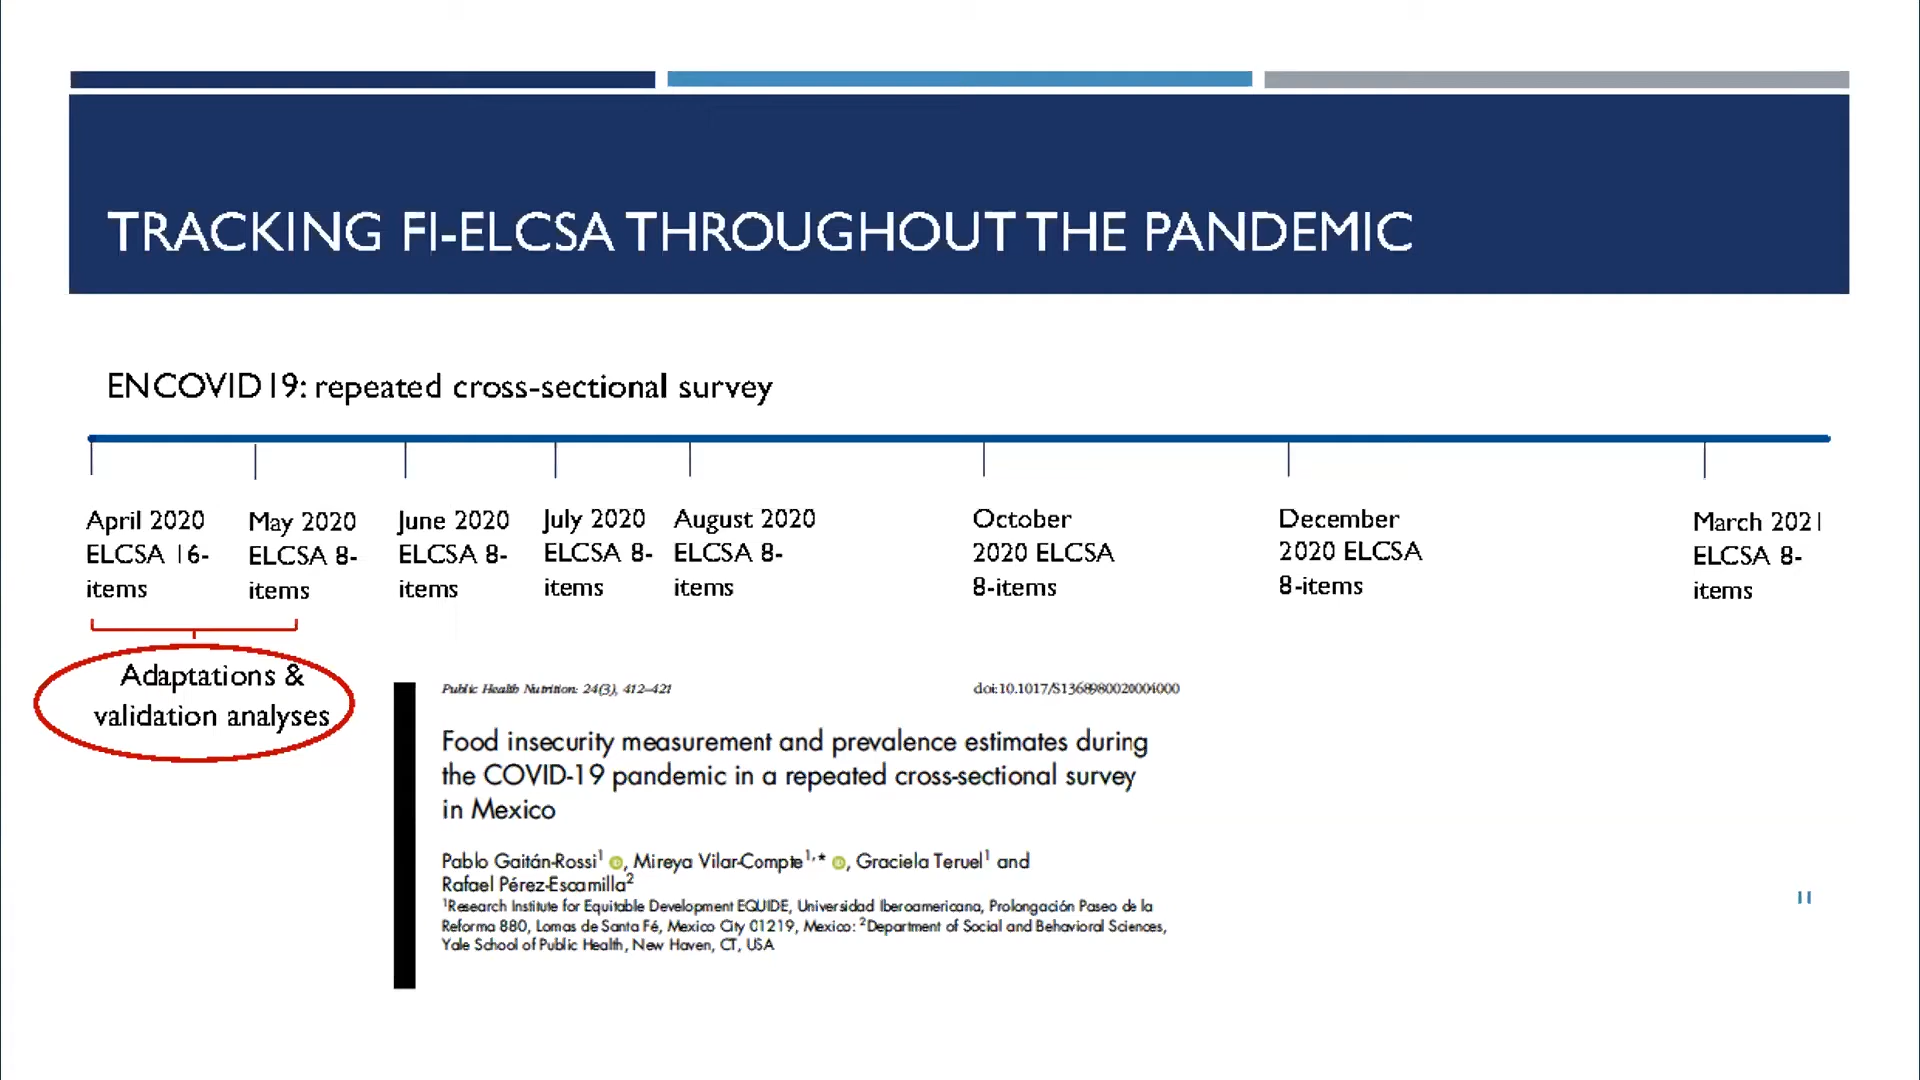 TRACKING FI-ELCSA THROUGHOUT THE PANDEMIC
ENCOVID19: repeated cross-sectional survey
April 2020
ELCSA 16-
items
May 2020
ELCSA 8-
items
June 2020
ELCSA 8-
items
July 2020
ELCSA 8-
items
August 2020
ELCSA 8-
items
October
2020 ELCSA
8-items
December
2020 ELCSA
8-items
March 2021
ELCSA 8-
items
Adaptations &
validation analyses
Public Health Nutrition: 24(3), 412–421
doi:10.1017/S1368980020004000
Food insecurity measurement and prevalence estimates during
the COVID-19 pandemic in a repeated cross-sectional survey
in Mexico
Pablo Gaitán-Rossi¹, Mireya Vilar-Compte¹,*, Graciela Teruel¹ and
Rafael Pérez-Escamilla²
¹Research Institute for Equitable Development EQUIDE, Universidad Iberoamericana, Prolongación Paseo de la
Reforma 880, Lomas de Santa Fé, Mexico City 01219, Mexico: ²Department of Social and Behavioral Sciences,
Yale School of Public Health, New Haven, CT, USA
11